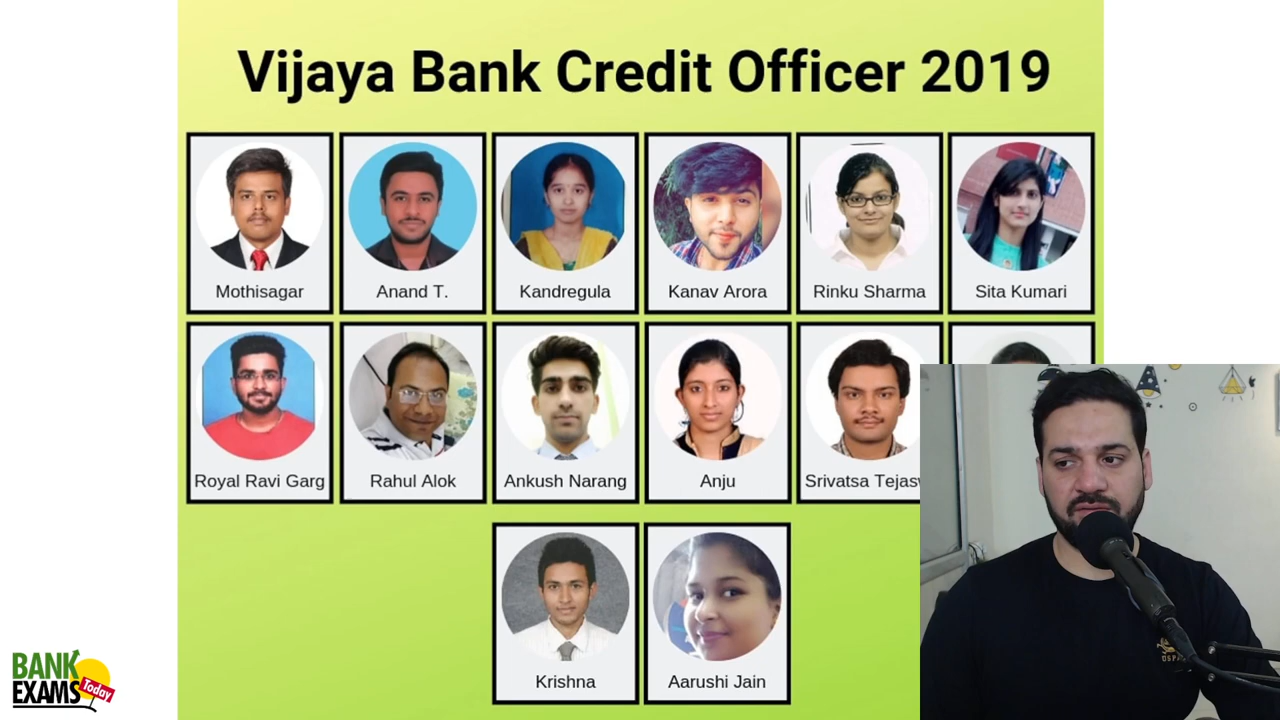 Vijaya Bank Credit Officer 2019
Mothisagar
Anand T.
Kandregula
Kanav Arora
Rinku Sharma
Sita Kumari
Royal Ravi Garg
Rahul Alok
Ankush Narang
Anju
Srivatsa
Krishna
Aarushi Jain
BANK
EXAMS
Today